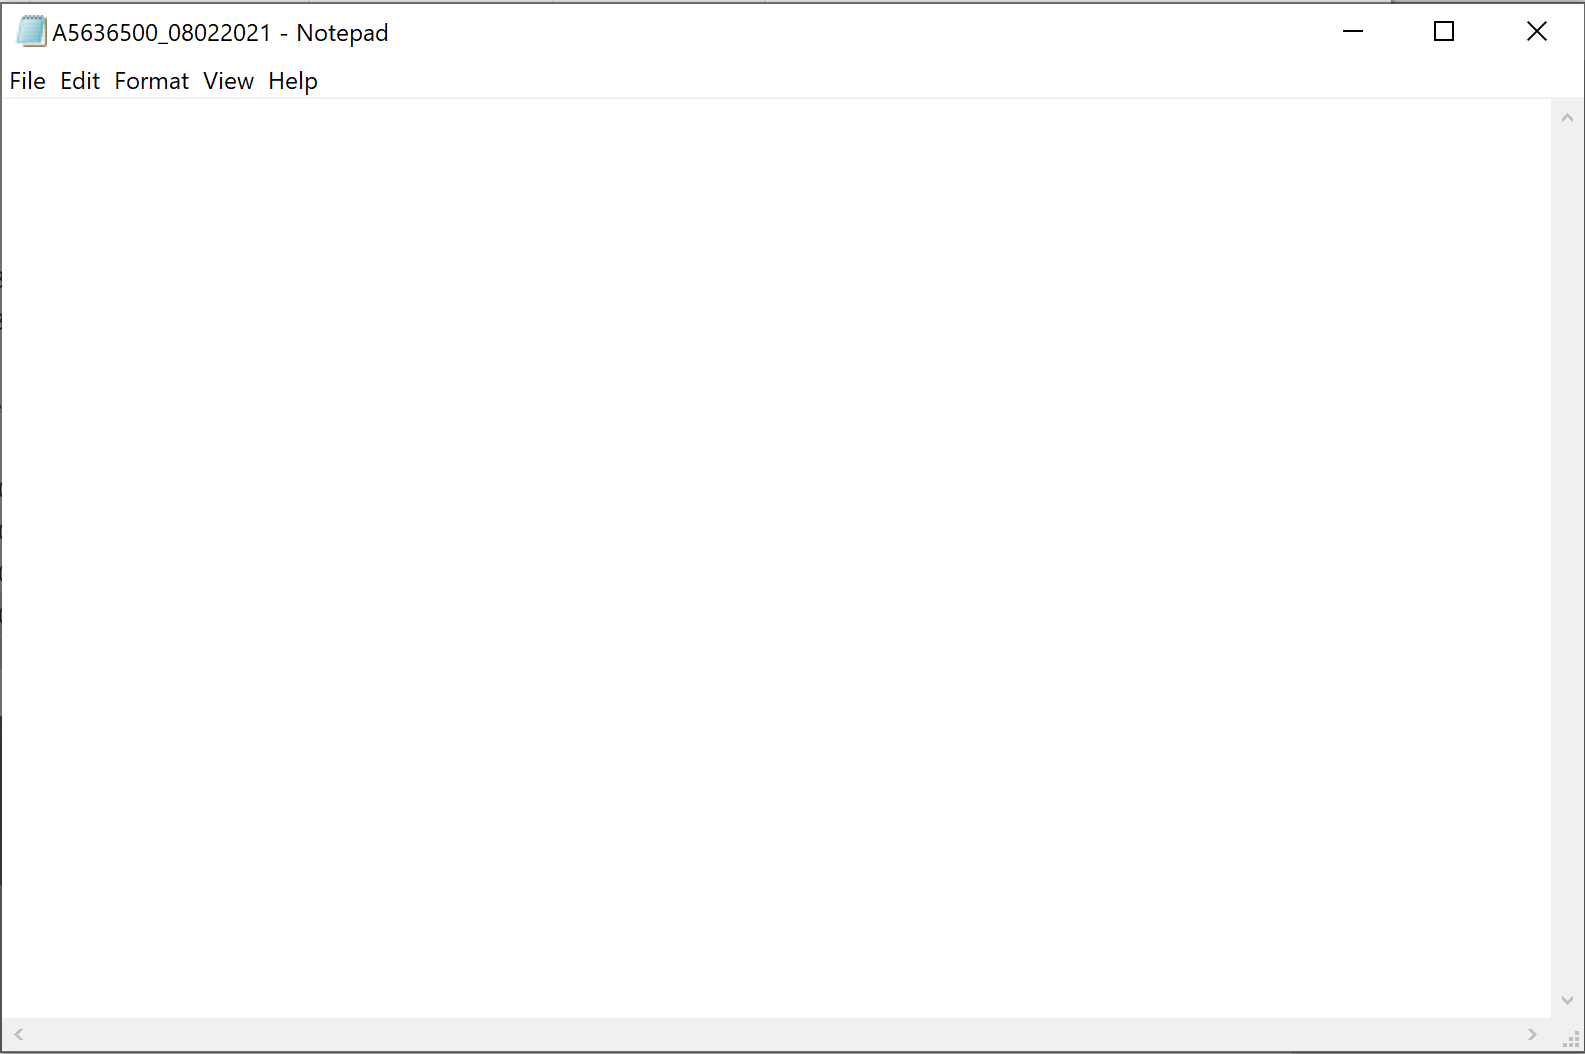 A5636500_08022021 - Notepad
File Edit Format View Help